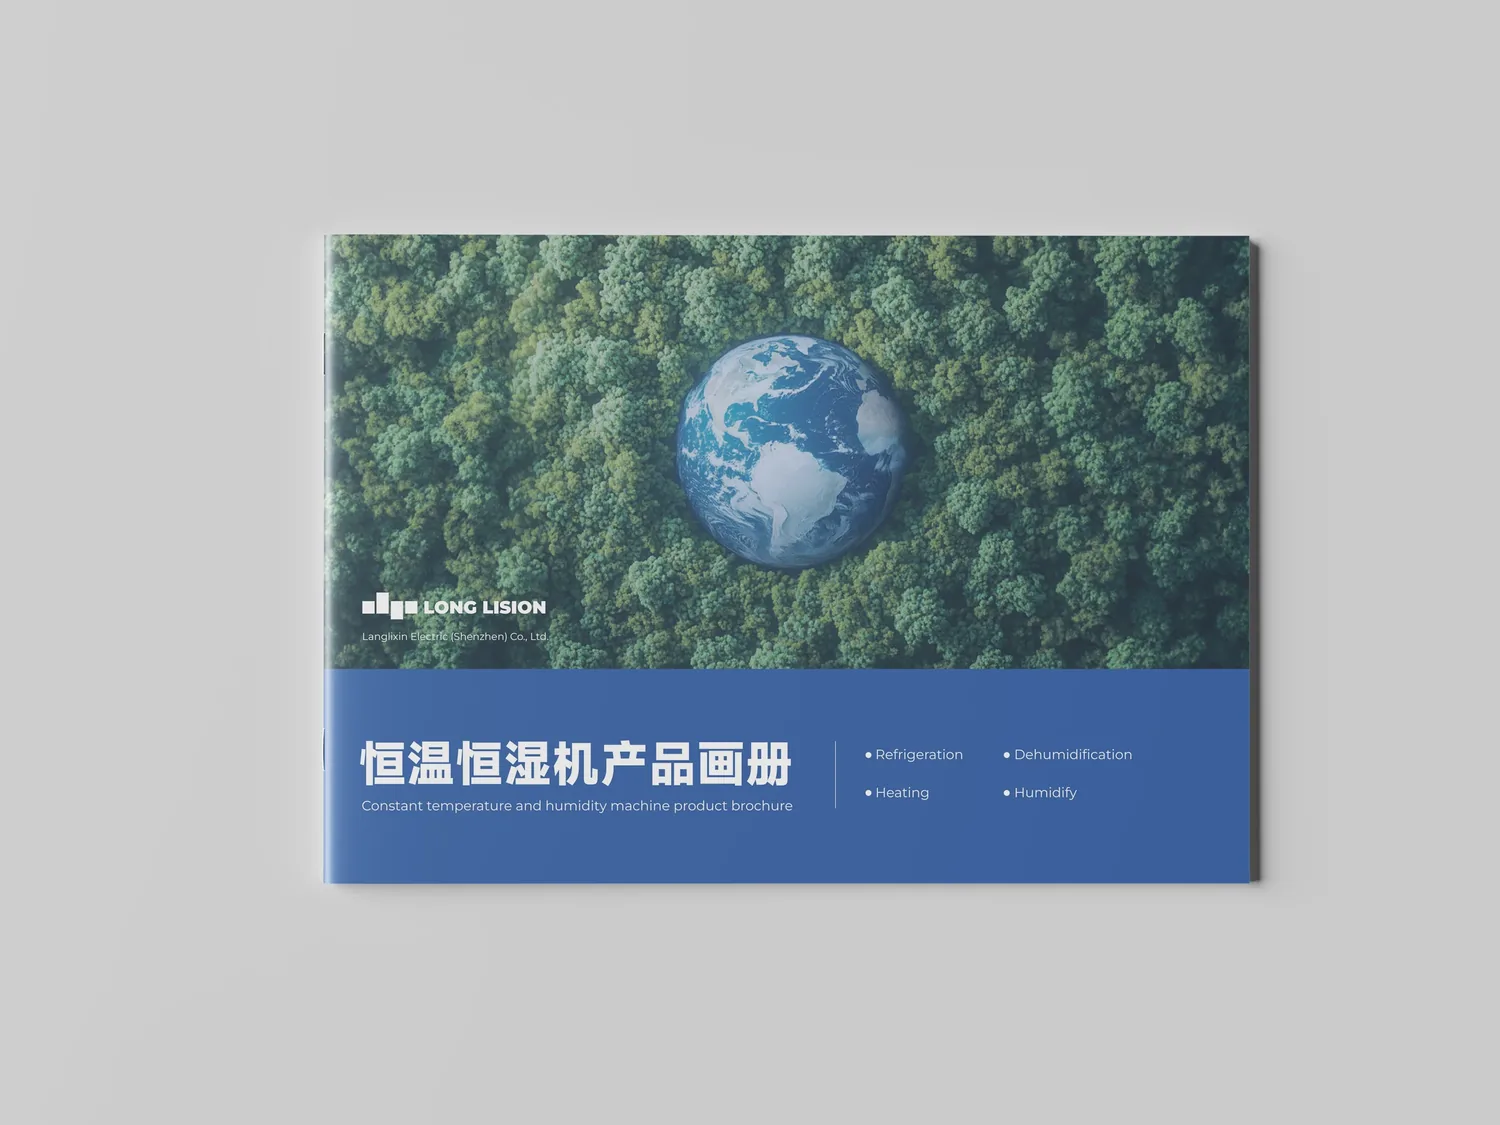 LONG LISION
Langlixin Electric (Shenzhen) Co., Ltd.
恒温恒湿机产品画册
Constant temperature and humidity machine product brochure
● Refrigeration
● Dehumidification
● Heating
● Humidify